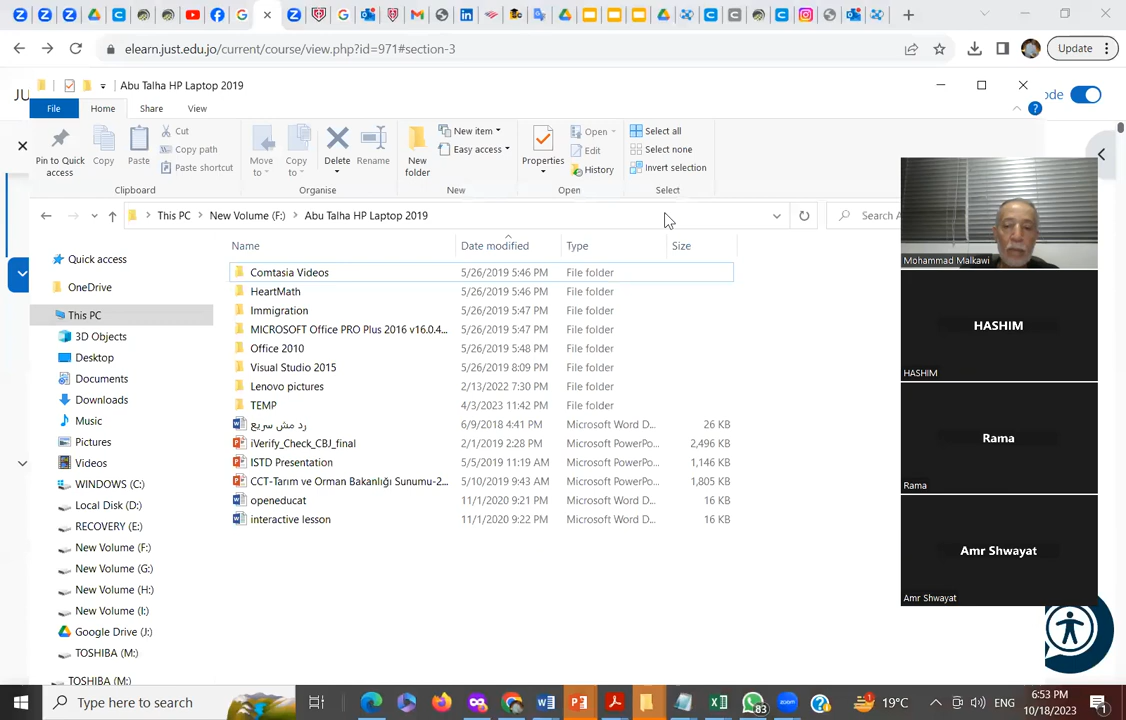 elearn.just.edu.jo/current/course/view.php?id=971#section-3
Update
Abu Talha HP Laptop 2019
File
Home
Share
View
Pin to Quick access
Copy
Paste
Cut
Copy path
Paste shortcut
Clipboard
Move to
Copy to
Delete
Rename
Organise
New folder
New item
Easy access
New
Properties
Open
Edit
History
Open
Select all
Select none
Invert selection
Select
This PC > New Volume (F:) > Abu Talha HP Laptop 2019
Search A
Name Date modified Type Size
Comtasia Videos 5/26/2019 5:46 PM File folder
HeartMath 5/26/2019 5:46 PM File folder
Immigration 5/26/2019 5:47 PM File folder
MICROSOFT Office PRO Plus 2016 v16.0.4... 5/26/2019 5:47 PM File folder
Office 2010 5/26/2019 5:48 PM File folder
Visual Studio 2015 5/26/2019 8:09 PM File folder
Lenovo pictures 2/13/2022 7:30 PM File folder
TEMP 4/3/2023 11:42 PM File folder
رد مش سريع 6/9/2018 4:41 PM Microsoft Word D... 26 KB
iVerify_Check_CBJ_final 2/1/2019 2:28 PM Microsoft PowerPo... 2,496 KB
ISTD Presentation 5/5/2019 11:19 AM Microsoft PowerPo... 1,146 KB
CCT-Tarım ve Orman Bakanlığı Sunumu-2... 5/10/2019 9:43 AM Microsoft PowerPo... 1,805 KB
openeducat 11/1/2020 9:21 PM Microsoft Word D... 16 KB
interactive lesson 11/1/2020 9:22 PM Microsoft Word D... 16 KB
Quick access
OneDrive
This PC
3D Objects
Desktop
Documents
Downloads
Music
Pictures
Videos
WINDOWS (C:)
Local Disk (D:)
RECOVERY (E:)
New Volume (F:)
New Volume (G:)
New Volume (H:)
New Volume (I:)
Google Drive (J:)
TOSHIBA (M:)
TOSHIBA (M:)
JU
ode
Mohammad Malkawi
HASHIM
HASHIM
Rama
Rama
Amr Shwayat
Amr Shwayat
Type here to search
83
19°C
ENG
6:53 PM
10/18/2023
1